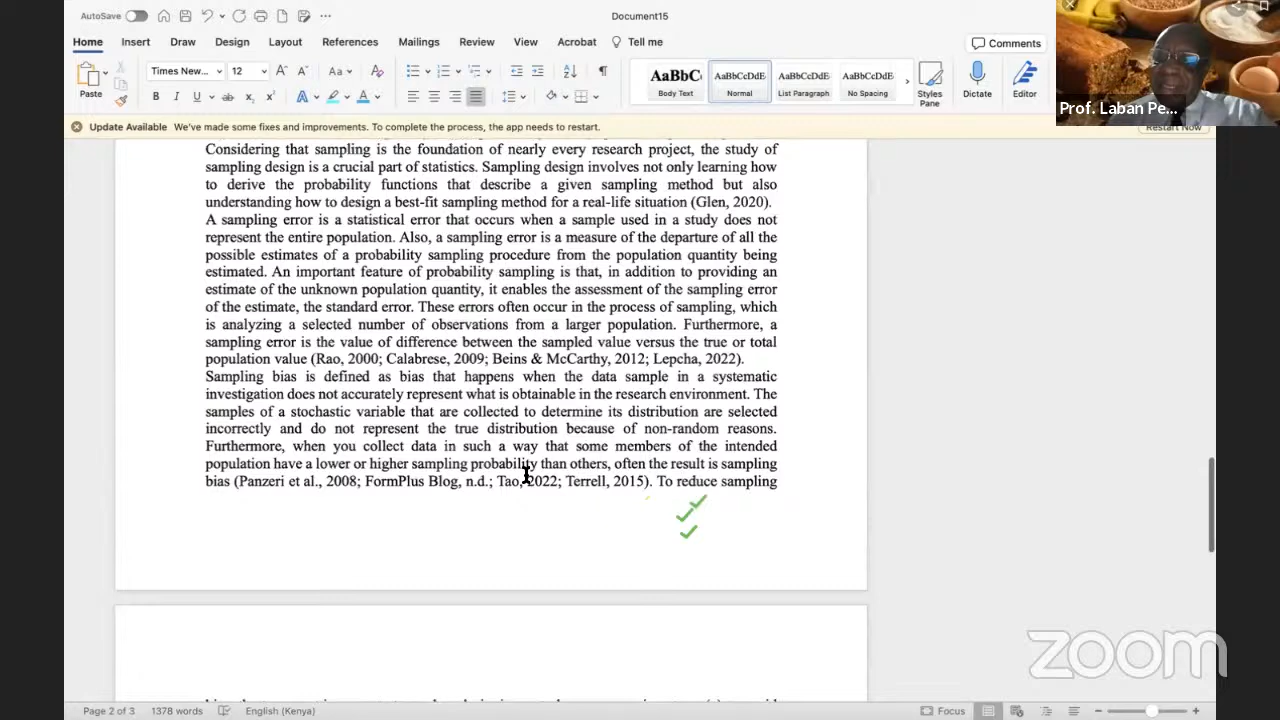 AutoSave
Document15
Home Insert Draw Design Layout References Mailings Review View Acrobat Tell me
Comments
Paste
Times New... 12
Aa
B I U ab x₂ x²
A A
AaBbC
Body Text
AaBbCcDdE
Normal
AaBbCcDdE
List Paragraph
AaBbCcDdE
No Spacing
Styles
Pane
Dictate
Editor
Prof. Laban Pe...
Update Available We've made some fixes and improvements. To complete the process, the app needs to restart.
Restart Now
Considering that sampling is the foundation of nearly every research project, the study of
sampling design is a crucial part of statistics. Sampling design involves not only learning how
to derive the probability functions that describe a given sampling method but also
understanding how to design a best-fit sampling method for a real-life situation (Glen, 2020).
A sampling error is a statistical error that occurs when a sample used in a study does not
represent the entire population. Also, a sampling error is a measure of the departure of all the
possible estimates of a probability sampling procedure from the population quantity being
estimated. An important feature of probability sampling is that, in addition to providing an
estimate of the unknown population quantity, it enables the assessment of the sampling error
of the estimate, the standard error. These errors often occur in the process of sampling, which
is analyzing a selected number of observations from a larger population. Furthermore, a
sampling error is the value of difference between the sampled value versus the true or total
population value (Rao, 2000; Calabrese, 2009; Beins & McCarthy, 2012; Lepcha, 2022).
Sampling bias is defined as bias that happens when the data sample in a systematic
investigation does not accurately represent what is obtainable in the research environment. The
samples of a stochastic variable that are collected to determine its distribution are selected
incorrectly and do not represent the true distribution because of non-random reasons.
Furthermore, when you collect data in such a way that some members of the intended
population have a lower or higher sampling probability than others, often the result is sampling
bias (Panzeri et al., 2008; FormPlus Blog, n.d.; Tao, 2022; Terrell, 2015). To reduce sampling
zoom
Page 2 of 3 1378 words English (Kenya) Focus